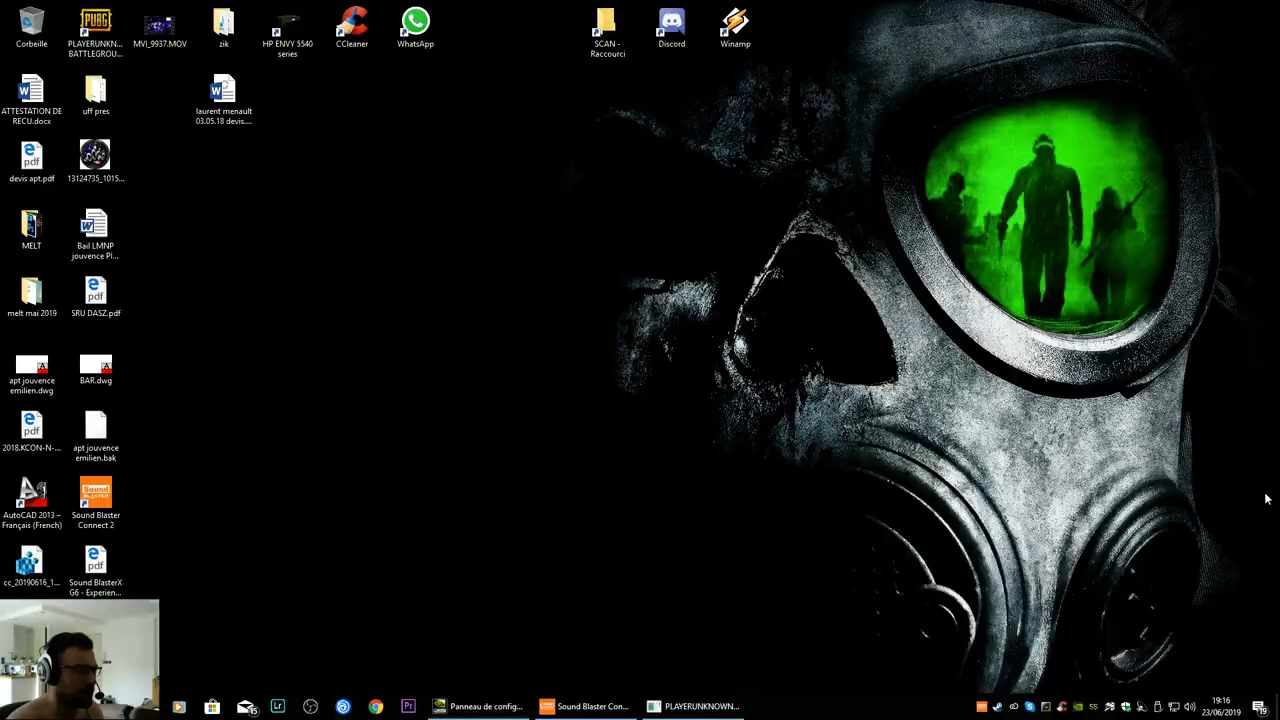 Corbeille
PLAYERUNKN...
BATTLEGROU...
MVI_9937.MOV
zik
HP ENVY 5540
series
CCleaner
WhatsApp
SCAN -
Raccourci
Discord
Winamp
ATTESTATION DE
RECU.docx
uff pres
laurent menault
03.05.18 devis....
devis apt.pdf
13124735_1015...
MELT
Bail LMNP
jouvence Pl...
melt mai 2019
SRU DASZ.pdf
apt jouvence
emilien.dwg
BAR.dwg
2018.KCON-N-...
apt jouvence
emilien.bak
AutoCAD 2013 –
Français (French)
Sound Blaster
Connect 2
cc_20190616_1...
Sound BlasterX
G6 - Experien...
Panneau de config...
Sound Blaster Con...
PLAYERUNKNOWN...
55
19:16
23/06/2019